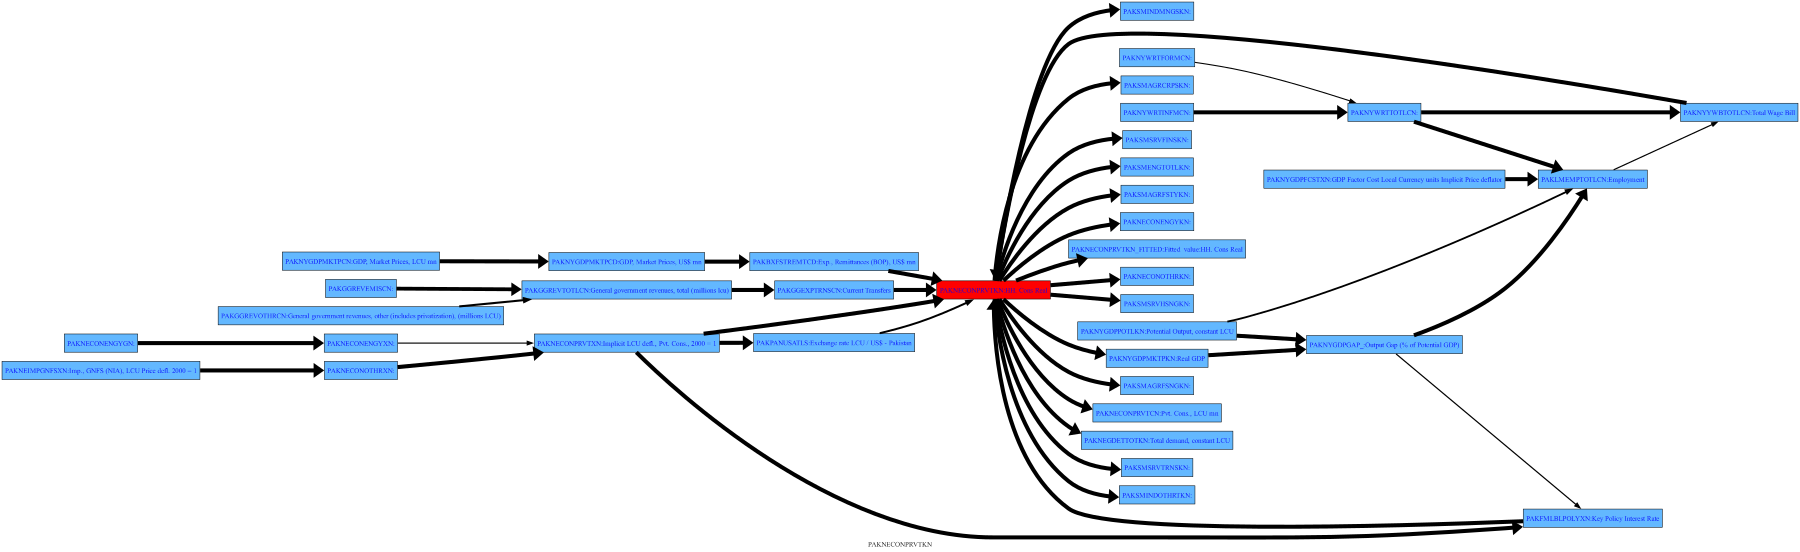 PAKSMINDMNGSKN:
PAKNYWRTFORMCN:
PAKSMAGRCRPSKN:
PAKNYWRTINFMCN:
PAKNYWRTTOTLCN:
PAKNYYWBTOTLCN:Total Wage Bill
PAKSMSRVFINSKN:
PAKSMENGTOTLKN:
PAKNYGDPFCSTXN:GDP Factor Cost Local Currency units Implicit Price deflator
PAKLMEMPTOTLCN:Employment
PAKSMAGRFSTYKN:
PAKNECONENGYKN:
PAKNECONPRVTKN_FITTED:Fitted value:HH. Cons Real
PAKNYGDPMKTPCN:GDP, Market Prices, LCU mn
PAKNYGDPMKTPCD:GDP, Market Prices, US$ mn
PAKBXFSTREMTCD:Exp., Remittances (BOP), US$ mn
PAKNECONOTHRKN:
PAKGGREVEMISCN:
PAKGGREVTOTLCN:General government revenues, total (millions lcu)
PAKGGEXPTRNSCN:Current Transfers
PAKNECONPRVTKN:HH. Cons Real
PAKSMSRVHSNGKN:
PAKGGREVOTHRCN:General government revenues, other (includes privatization), (millions LCU)
PAKNYGDPPOTLKN:Potential Output, constant LCU
PAKNECONENGYGN:
PAKNECONENGYXN:
PAKNECONPRVTXN:Implicit LCU defl., Pvt. Cons., 2000 = 1
PAKPANUSATLS:Exchange rate LCU / US$ - Pakistan
PAKNYGDPGAP_:Output Gap (% of Potential GDP)
PAKNYGDPMKTPKN:Real GDP
PAKNEIMPGNFSXN:Imp., GNFS (NIA), LCU Price defl. 2000 = 1
PAKNECONOTHRXN:
PAKSMAGRFSNGKN:
PAKNECONPRVTCN:Pvt. Cons., LCU mn
PAKNEGDETTOTKN:Total demand, constant LCU
PAKSMSRVTRNSKN:
PAKSMINDOTHRTKN:
PAKFMLBLPOLYXN:Key Policy Interest Rate
PAKNECONPRVTKN